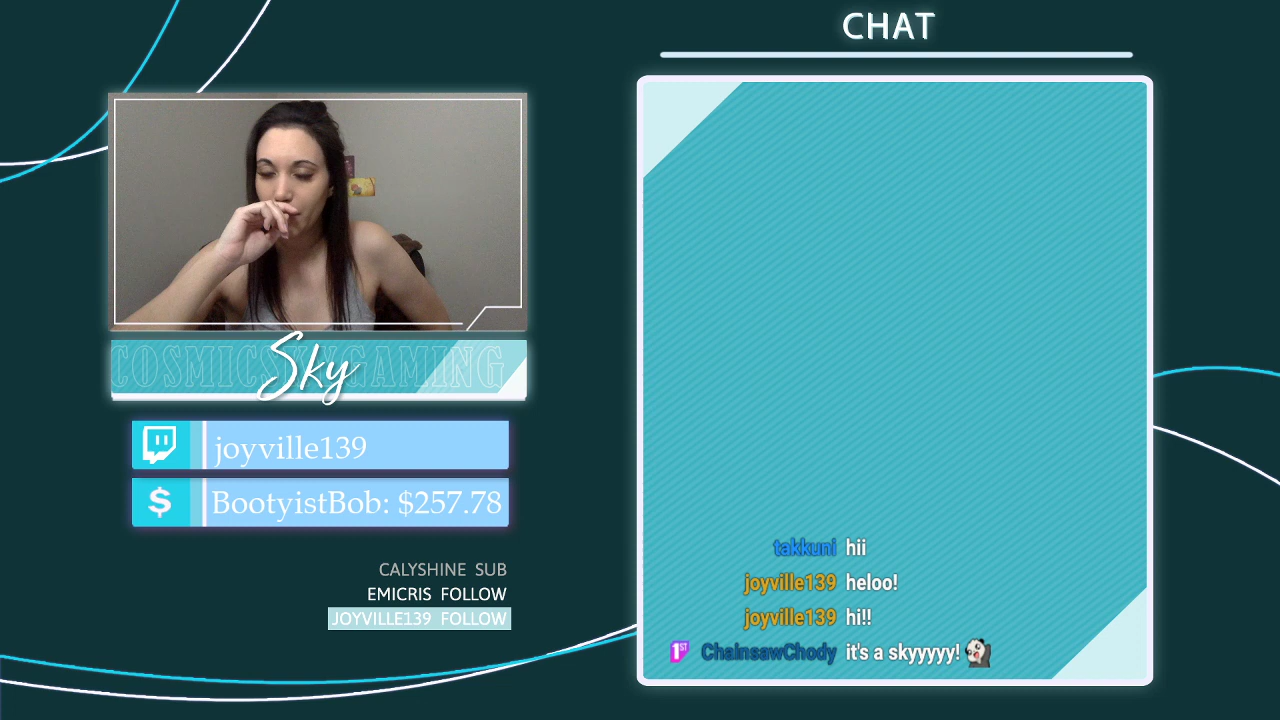 CHAT
COSMICSKYGAMING
Sky
joyville139
$ BootyistBob: $257.78
CALYSHINE SUB
EMICRIS FOLLOW
JOYVILLE139 FOLLOW
takkuni hii
joyville139 heloo!
joyville139 hi!!
1ST ChainsawChody it's a skyyyyy!